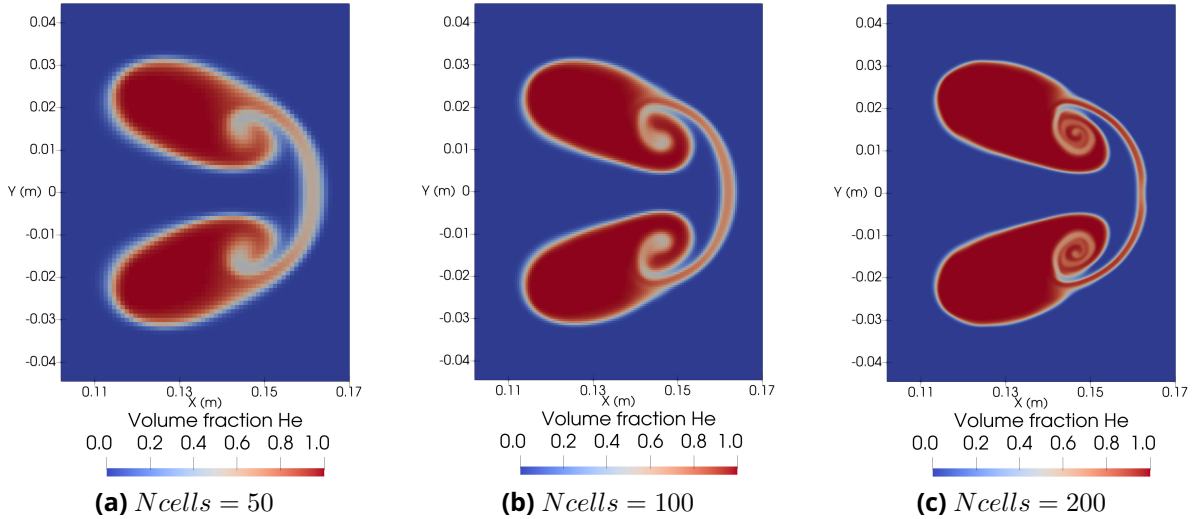 0.04
0.03
0.02
0.01
Y (m) 0
-0.01
-0.02
-0.03
-0.04
0.11 0.13 0.15 0.17
X (m)
Volume fraction He
0.0 0.2 0.4 0.6 0.8 1.0
(a) Ncells = 50
0.04
0.03
0.02
0.01
Y (m) 0
-0.01
-0.02
-0.03
-0.04
0.11 0.13 0.15 0.17
X (m)
Volume fraction He
0.0 0.2 0.4 0.6 0.8 1.0
(b) Ncells = 100
0.04
0.03
0.02
0.01
Y (m) 0
-0.01
-0.02
-0.03
-0.04
0.11 0.13 0.15 0.17
X (m)
Volume fraction He
0.0 0.2 0.4 0.6 0.8 1.0
(c) Ncells = 200